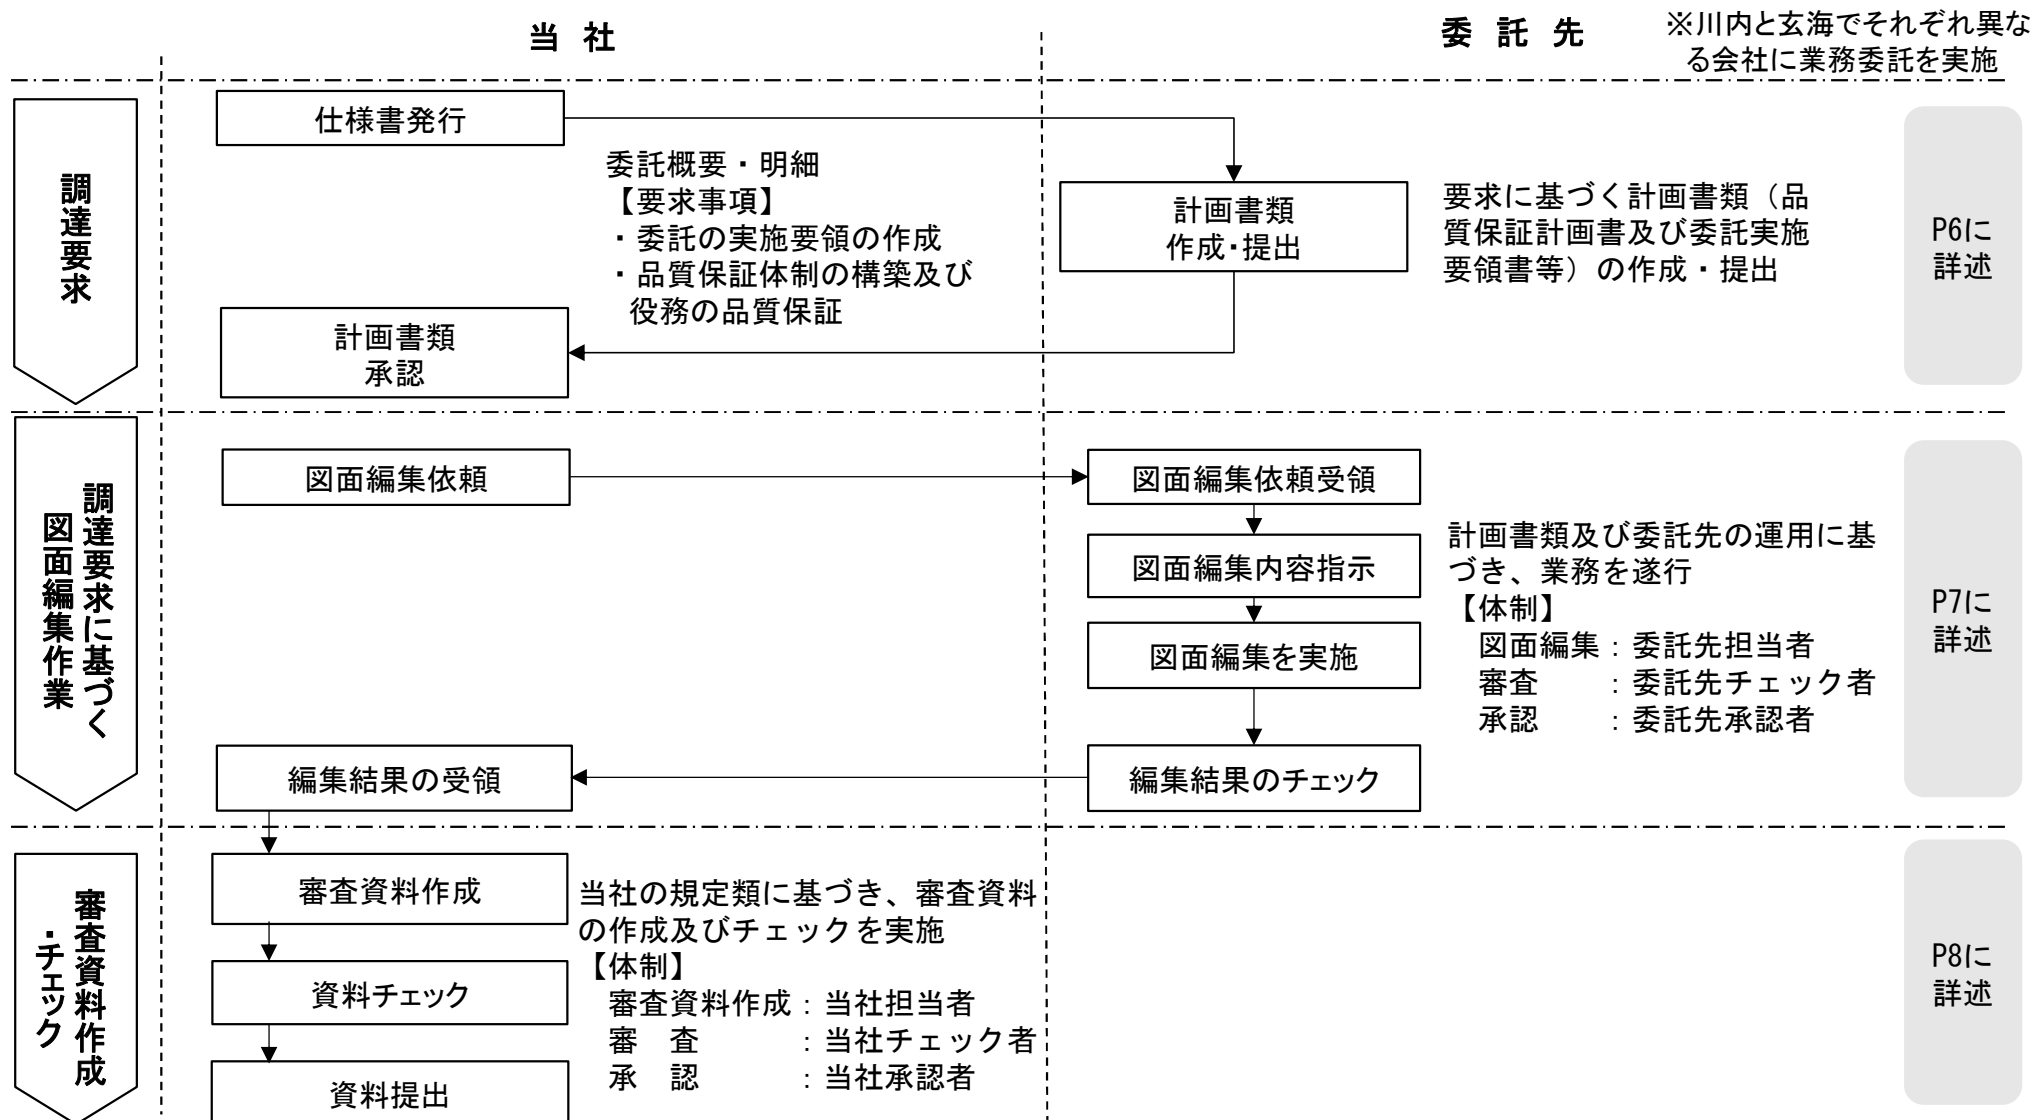 当 社
委 託 先
※川内と玄海でそれぞれ異な
る会社に業務委託を実施
調達要求
仕様書発行
委託概要・明細
【要求事項】
・委託の実施要領の作成
・品質保証体制の構築及び
役務の品質保証
計画書類
作成・提出
要求に基づく計画書類（品
質保証計画書及び委託実施
要領書等）の作成・提出
P6に
詳述
計画書類
承認
調達要求に基づく
図面編集作業
図面編集依頼
図面編集依頼受領
図面編集内容指示
図面編集を実施
計画書類及び委託先の運用に基
づき、業務を遂行
【体制】
図面編集：委託先担当者
審査　　：委託先チェック者
承認　　：委託先承認者
P7に
詳述
編集結果の受領
編集結果のチェック
審査資料作成
・チェック
審査資料作成
資料チェック
資料提出
当社の規定類に基づき、審査資料
の作成及びチェックを実施
【体制】
審査資料作成：当社担当者
審　査　　　：当社チェック者
承　認　　　：当社承認者
P8に
詳述